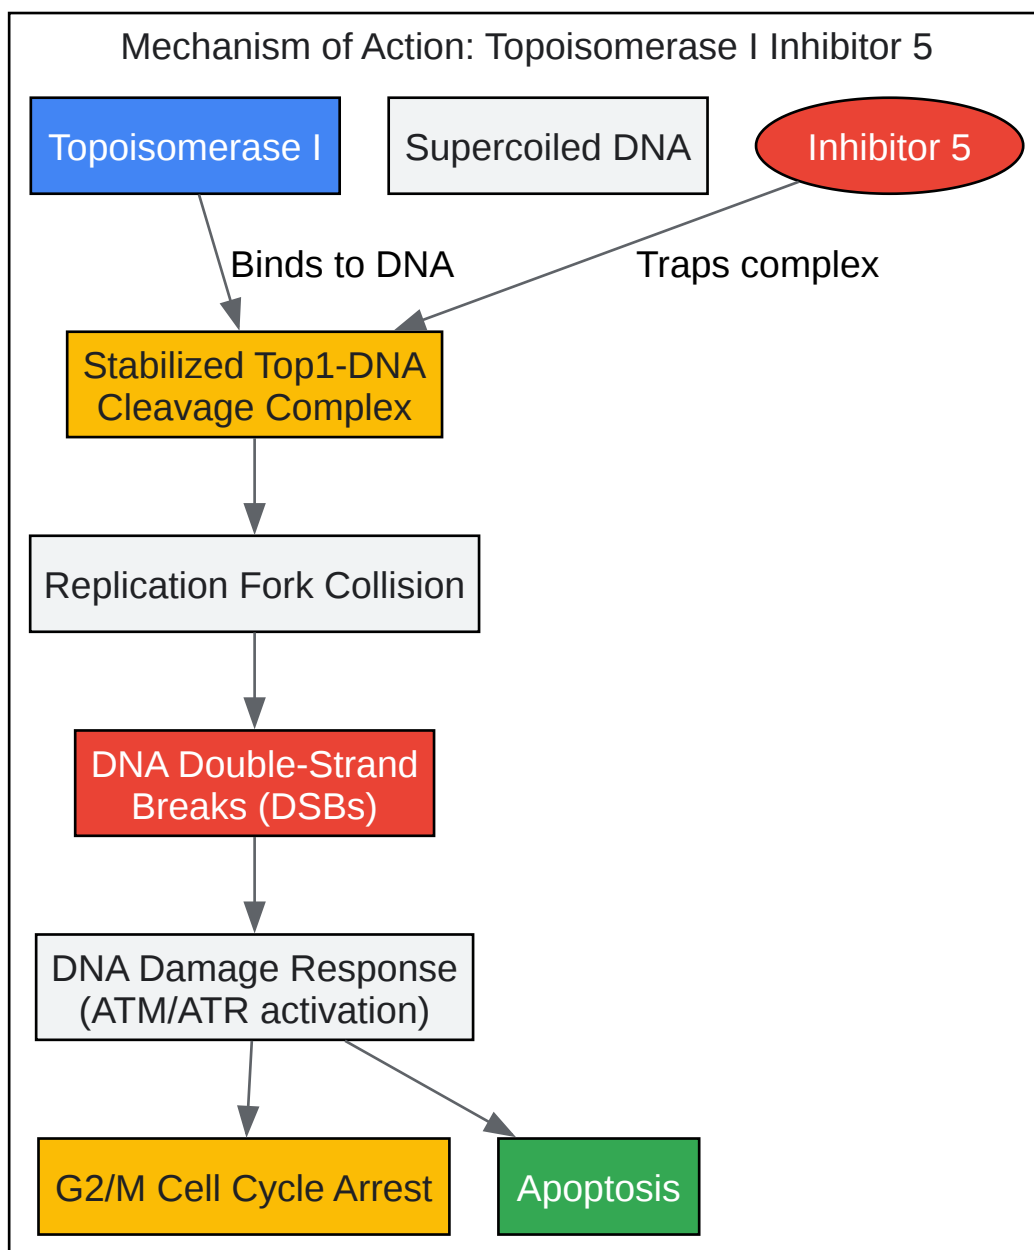 Mechanism of Action: Topoisomerase I Inhibitor 5
Topoisomerase I
Supercoiled DNA
Inhibitor 5
Binds to DNA
Traps complex
Stabilized Top1-DNA
Cleavage Complex
Replication Fork Collision
DNA Double-Strand
Breaks (DSBs)
DNA Damage Response
(ATM/ATR activation)
G2/M Cell Cycle Arrest
Apoptosis